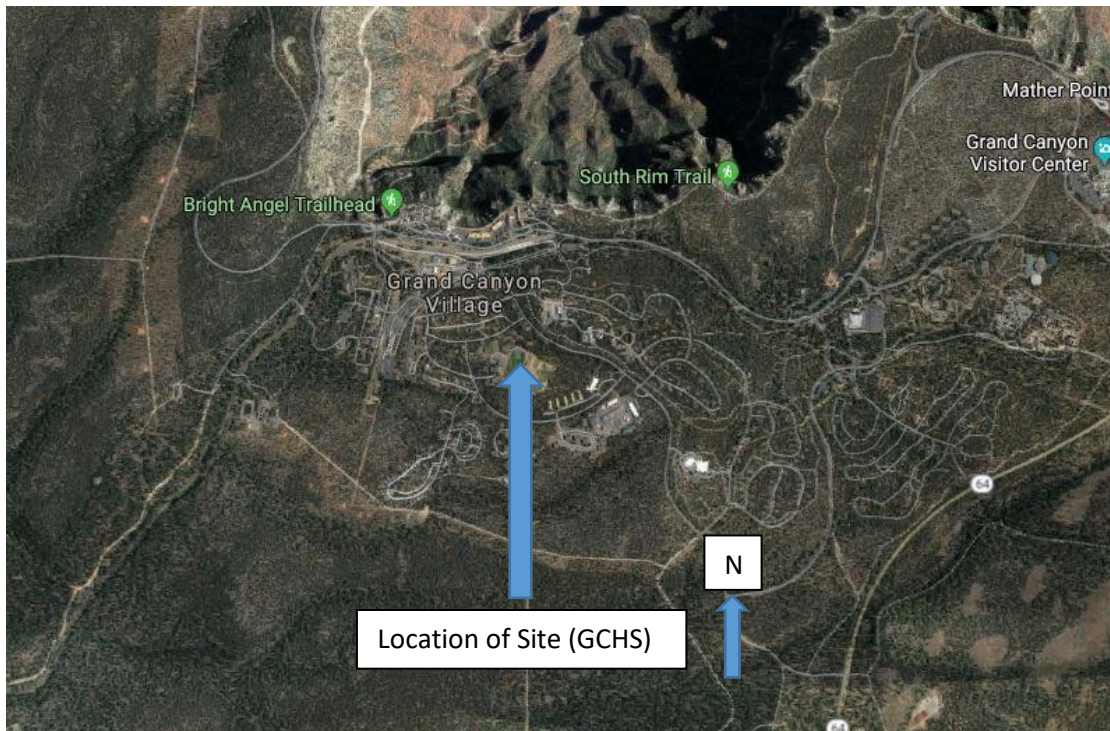 Mather Point
Grand Canyon
Visitor Center
South Rim Trail
Bright Angel Trailhead
Grand Canyon
Village
64
N
Location of Site (GCHS)
64